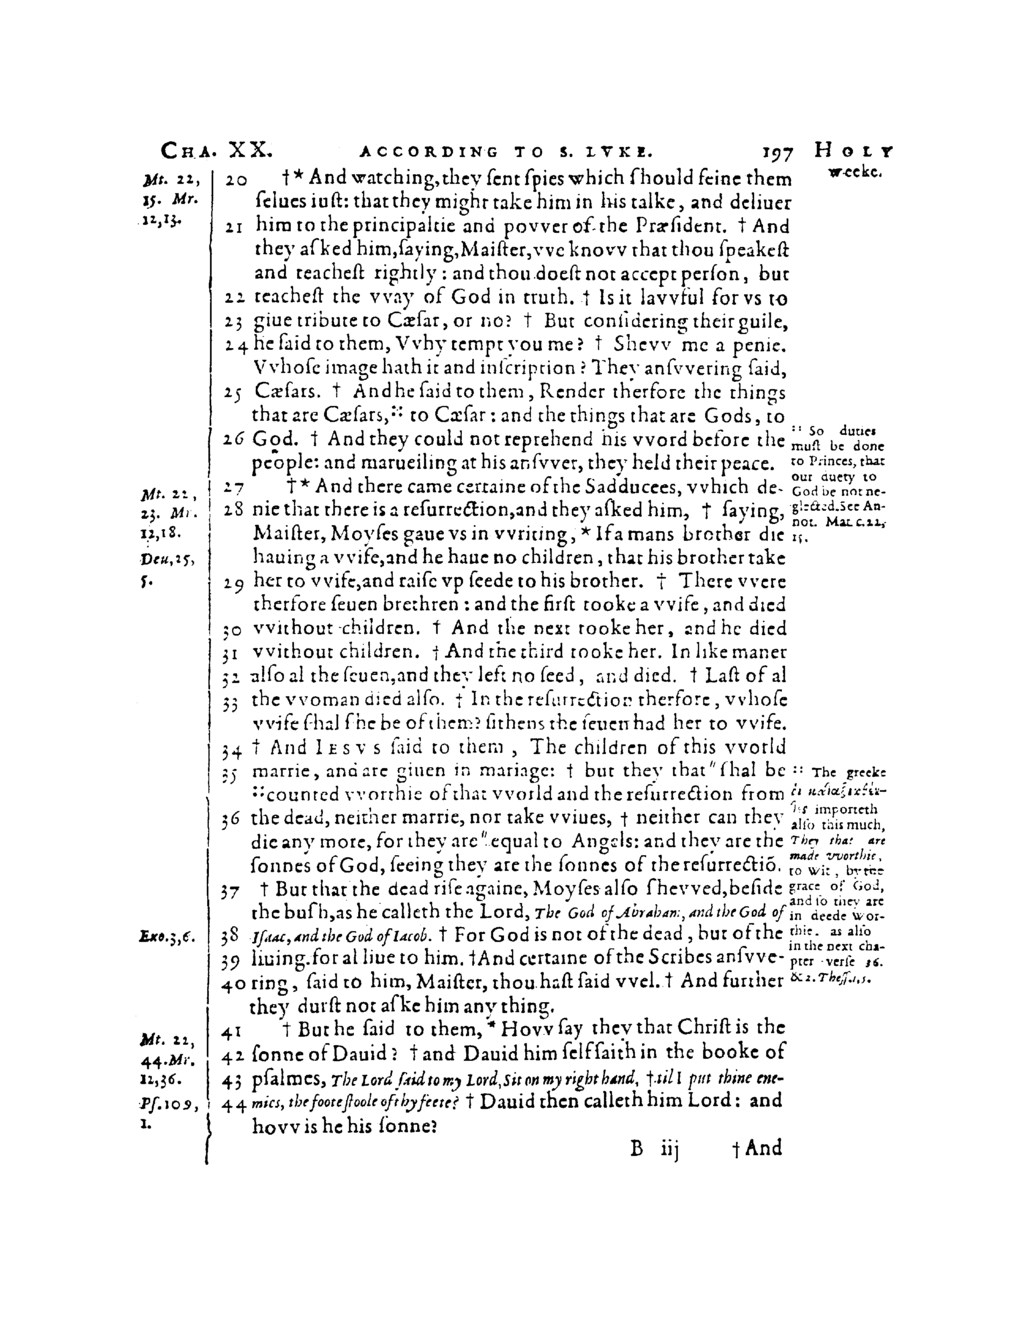 CHA. XX. ACCORDING TO S. LVKE. 197 HOLY
weeke.
Mt. 22,
15. Mr.
12,13.
20 †* And watching, they ſent ſpies which ſhould feine them
ſelues iuſt: that they might take him in his talke, and deliuer
21 him to the principaltie and povver of the Præſident. † And
they aſked him, ſaying, Maiſter, vve knovv that thou ſpeakeſt
and teacheſt rightly: and thou doeſt not accept perſon, but
22 teacheſt the vvay of God in truth. † Is it lavvful for vs to
23 giue tribute to Cæſar, or no? † But conſidering their guile,
24 he ſaid to them, Vvhy tempt you me? † Shevv me a penie.
Vvhoſe image hath it and inſcription? They anſvvering ſaid,
25 Cæſars. † And he ſaid to them, Render therfore the things
that are Cæſars, :: to Cæſar: and the things that are Gods, to
26 God. † And they could not reprehend his vvord before the
people: and marueiling at his anſvver, they held their peace.
:: So duties
muſt be done
to Princes, that
our duety to
God be not ne-
glected. See An-
not. Mat. c. 22,
15.
Mt. 22,
23. Mr.
12,18.
Deu, 25,
5.
27 †* And there came certaine of the Sadducees, vvhich de-
28 nie that there is a reſurrection, and they aſked him, † ſaying,
Maiſter, Moyſes gaue vs in vvriting, * If a mans brother die
hauing a vvife, and he haue no children, that his brother take
29 her to vvife, and raiſe vp ſeede to his brother. † There vvere
therfore ſeuen brethren: and the firſt tooke a vvife, and died
30 vvithout children. † And the next tooke her, and he died
31 vvithout children. † And the third tooke her. In like maner
32 alſo al the ſeuen, and they left no ſeed, and died. † Laſt of al
33 the vvoman died alſo. † In the reſurrection therfore, vvhoſe
vvife ſhal ſhe be of them? ſithens the ſeuen had her to vvife.
34 † And IESVS ſaid to them, The children of this vvorld
35 marrie, and are giuen in mariage: † but they that "ſhal be
::counted vvorthie of that vvorld and the reſurrection from
36 the dead, neither marrie, nor take vviues, † neither can they
die any more, for they are "equal to Angels: and they are the
ſonnes of God, ſeeing they are the ſonnes of the reſurrectiõ.
37 † But that the dead riſe againe, Moyſes alſo ſhevved, beſide
the buſh, as he calleth the Lord, The God of Abraham, and the God of
:: The greeke
importeth
alſo this much,
They that are
made vvorthie,
to wit, by the
grace of God,
and ſo they are
in deede wor-
thie. as alſo
in the next cha-
pter verſe 36.
& 2. Theſſ. 1, 5.
Exo. 3,6.
38 Iſaac, and the God of Iacob. † For God is not of the dead, but of the
39 liuing. for al liue to him. † And certaine of the Scribes anſvve-
40 ring, ſaid to him, Maiſter, thou haſt ſaid vvel. † And further
they durſt not aſke him any thing.
Mt. 22,
44. Mr.
12,36.
Pſ. 109,
1.
41 † But he ſaid to them, * Hovv ſay they that Chriſt is the
42 ſonne of Dauid? † and Dauid him ſelf ſaith in the booke of
43 pſalmes, The Lord ſaid to my Lord, Sit on my right hand, † til I put thine ene-
44 mies, the footeſtoole of thy feete? † Dauid then calleth him Lord: and
hovv is he his ſonne?
B iij † And